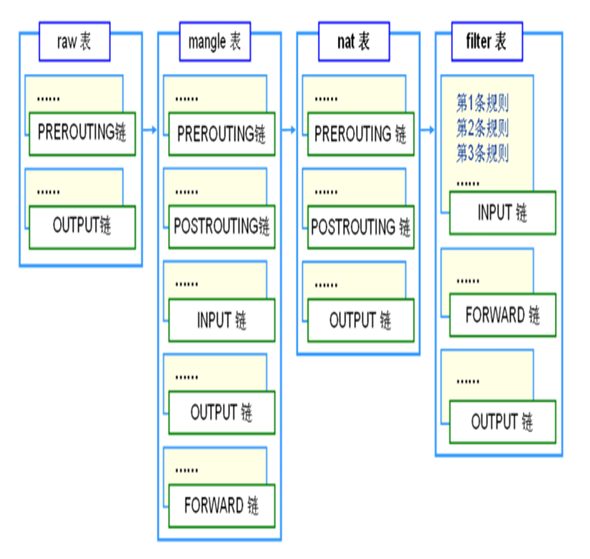 raw 表
......
PREROUTING链
......
OUTPUT链
mangle 表
......
PREROUTING链
......
POSTROUTING链
......
INPUT 链
......
OUTPUT 链
......
FORWARD 链
nat 表
......
PREROUTING 链
......
POSTROUTING 链
......
OUTPUT 链
filter 表
第1条规则
第2条规则
第3条规则
......
INPUT 链
......
FORWARD 链
......
OUTPUT 链